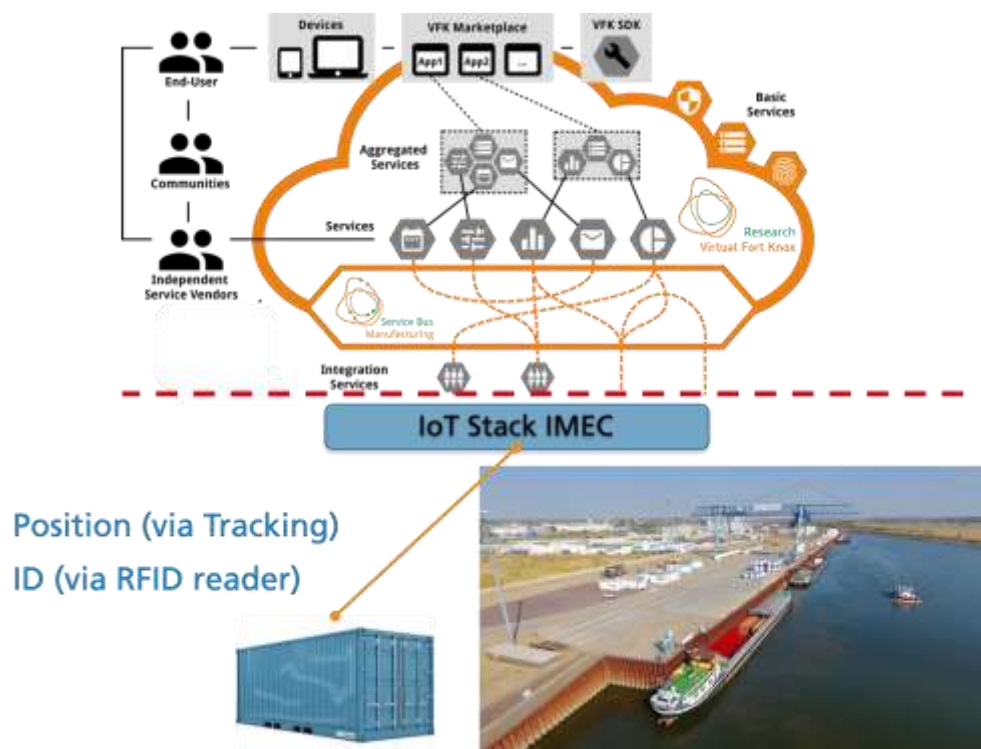 Devices
VFK Marketplace
VFK SDK
App1
App2
...
End-User
Basic
Services
Aggregated
Services
Communities
Services
Research
Virtual Fort Knox
Independent
Service Vendors
Service Bus
Manufacturing
Integration
Services
IoT Stack IMEC
Position (via Tracking)
ID (via RFID reader)